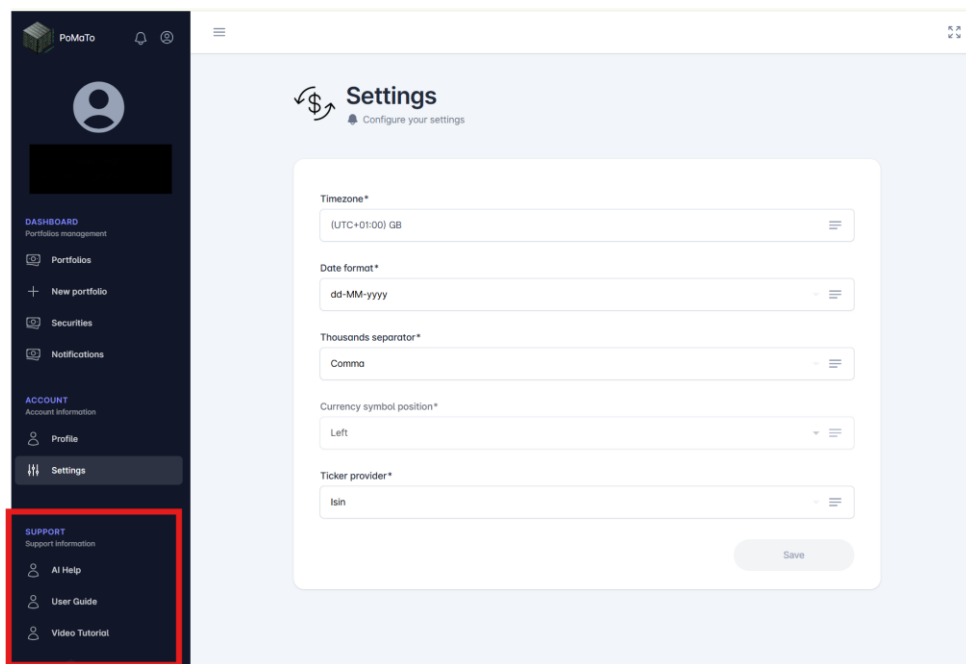 PoMaTo
DASHBOARD
Portfolios management
Portfolios
New portfolio
Securities
Notifications
ACCOUNT
Account information
Profile
Settings
SUPPORT
Support information
AI Help
User Guide
Video Tutorial
Settings
Configure your settings
Timezone*
(UTC+01:00) GB
Date format*
dd-MM-yyyy
Thousands separator*
Comma
Currency symbol position*
Left
Ticker provider*
Isin
Save